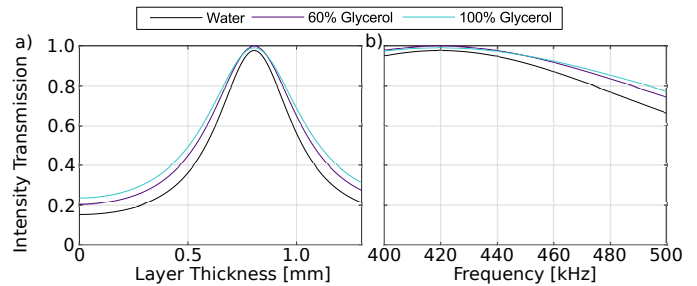 Water 60% Glycerol 100% Glycerol
a)
b)
Intensity Transmission
1.0
0.8
0.6
0.4
0.2
0
0 0.5 1.0
Layer Thickness [mm]
400 420 440 460 480 500
Frequency [kHz]